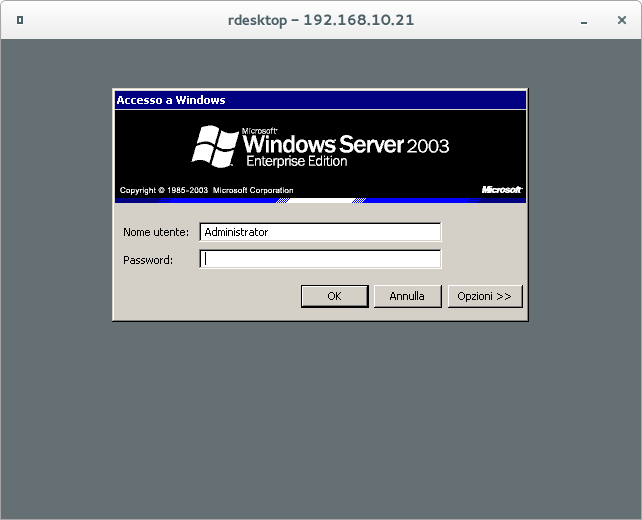 rdesktop - 192.168.10.21
Accesso a Windows
Microsoft
Windows Server 2003
Enterprise Edition
Copyright © 1985-2003 Microsoft Corporation
Microsoft
Nome utente: Administrator
Password:
OK Annulla Opzioni >>